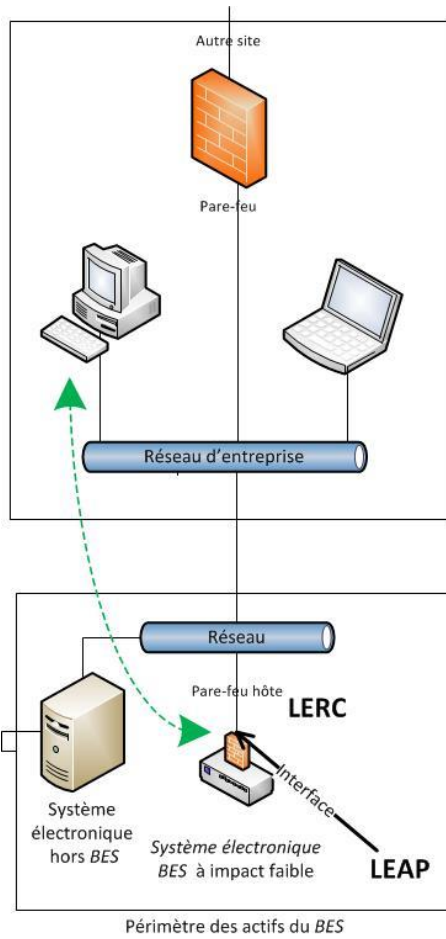 Autre site
Pare-feu
Réseau d'entreprise
Réseau
Pare-feu hôte
LERC
Interface
LEAP
Système
électronique
hors BES
Système électronique
BES à impact faible
Périmètre des actifs du BES